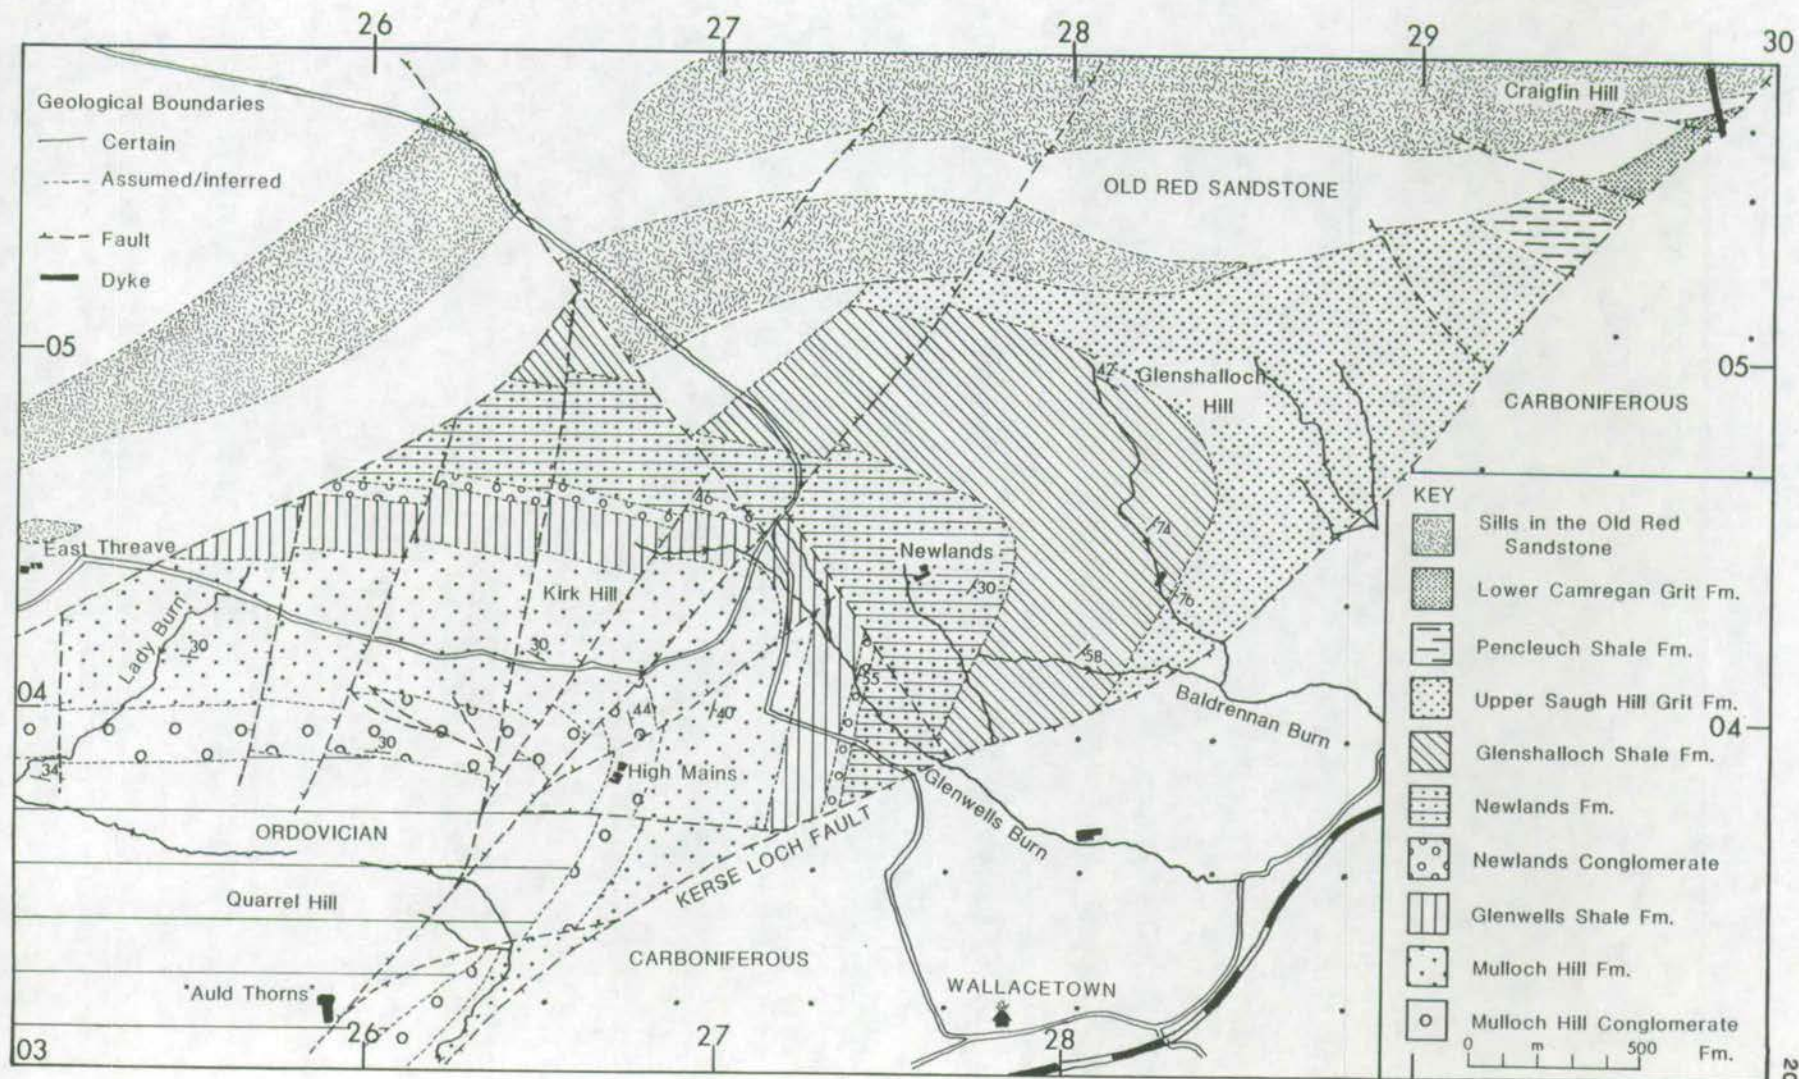 26
27
28
29
30
Geological Boundaries
Certain
Assumed/inferred
Fault
Dyke
Craigfin Hill
OLD RED SANDSTONE
05
05
42
Glenshalloch
Hill
CARBONIFEROUS
46
74
East Threave
Newlands
30
Kirk Hill
76
Lady Burn
30
30
58
55
04
44
40
Baldrennan Burn
04
30
34
High Mains
Glenwells Burn
ORDOVICIAN
KERSE LOCH FAULT
Quarrel Hill
CARBONIFEROUS
"Auld Thorns"
WALLACETOWN
03
26
27
28
KEY
Sills in the Old Red
Sandstone
Lower Camregan Grit Fm.
Pencleuch Shale Fm.
Upper Saugh Hill Grit Fm.
Glenshalloch Shale Fm.
Newlands Fm.
Newlands Conglomerate
Glenwells Shale Fm.
Mulloch Hill Fm.
Mulloch Hill Conglomerate
Fm.
0 m 500
20